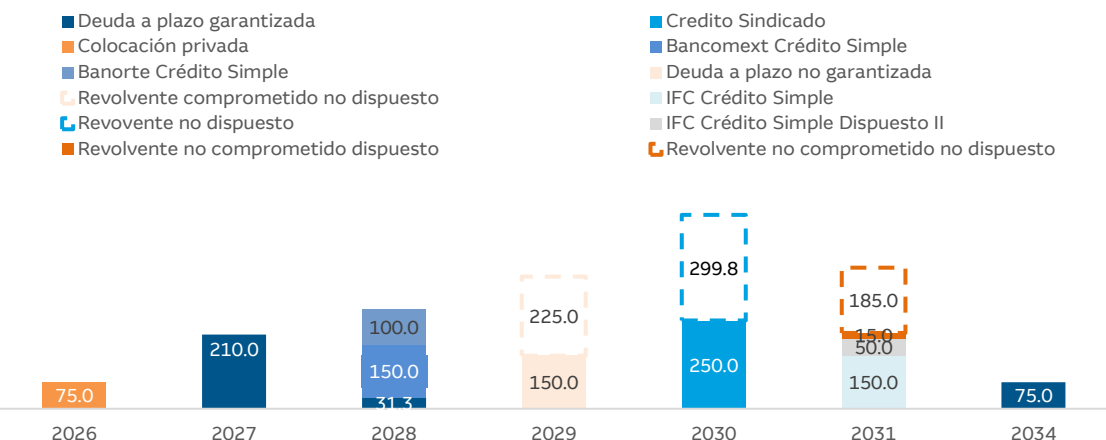 Deuda a plazo garantizada
Credito Sindicado
Colocación privada
Bancomext Crédito Simple
Banorte Crédito Simple
Deuda a plazo no garantizada
Revolvente comprometido no dispuesto
IFC Crédito Simple
Revovente no dispuesto
IFC Crédito Simple Dispuesto II
Revolvente no comprometido dispuesto
Revolvente no comprometido no dispuesto
299.8
185.0
225.0
100.0
15.0
210.0
50.0
150.0
250.0
150.0
150.0
75.0
31.3
75.0
2026
2027
2028
2029
2030
2031
2034